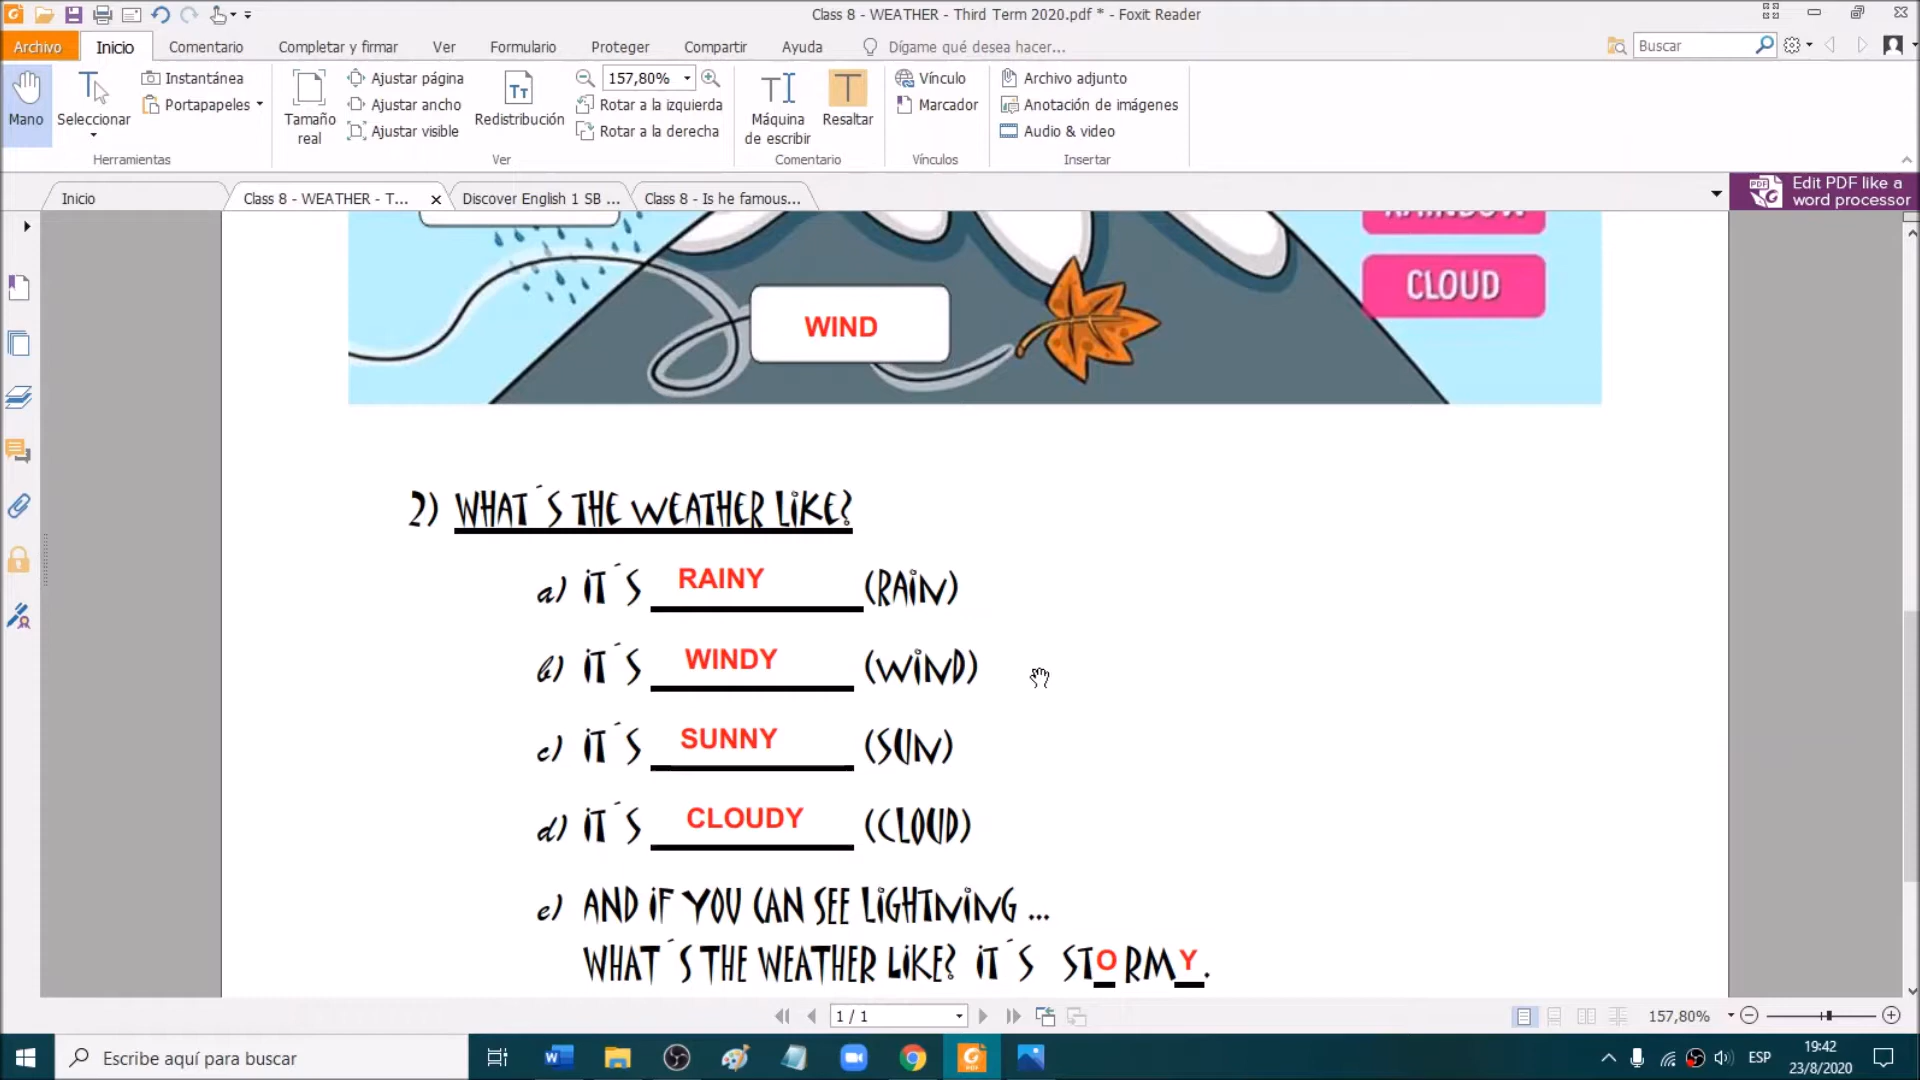 Class 8 - WEATHER - Third Term 2020.pdf * - Foxit Reader
Archivo Inicio Comentario Completar y firmar Ver Formulario Proteger Compartir Ayuda Dígame qué desea hacer... Buscar
Mano
Seleccionar
Instantánea
Portapapeles
Herramientas
Tamaño real
Ajustar página
Ajustar ancho
Ajustar visible
Redistribución
157,80%
Rotar a la izquierda
Rotar a la derecha
Ver
Máquina de escribir
Resaltar
Comentario
Vínculo
Marcador
Vínculos
Archivo adjunto
Anotación de imágenes
Audio & video
Insertar
Inicio Class 8 - WEATHER - T... Discover English 1 SB ... Class 8 - Is he famous...
Edit PDF like a
word processor
RAINBOW
CLOUD
WIND
2) WHAT´S THE WEATHER LIKE?
a) IT´S RAINY (RAIN)
b) IT´S WINDY (WIND)
c) IT´S SUNNY (SUN)
d) IT´S CLOUDY (CLOUD)
e) AND IF YOU CAN SEE LIGHTNING ...
WHAT´S THE WEATHER LIKE? IT´S STORMY.
1 / 1 157,80%
Escribe aquí para buscar
ESP
19:42
23/8/2020